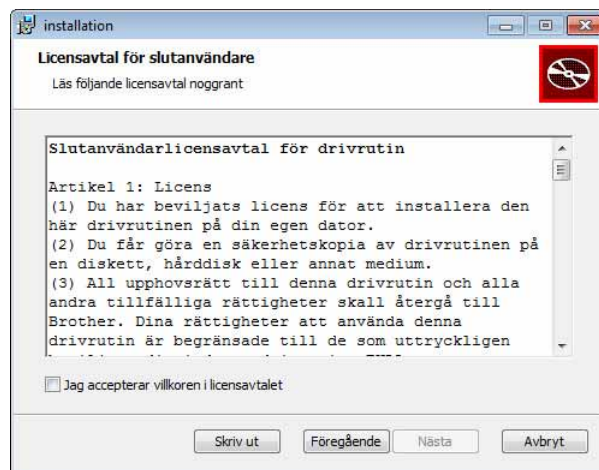 installation
Licensavtal för slutanvändare
Läs följande licensavtal noggrant
Slutanvändarlicensavtal för drivrutin
Artikel 1: Licens
(1) Du har beviljats licens för att installera den
här drivrutinen på din egen dator.
(2) Du får göra en säkerhetskopia av drivrutinen på
en diskett, hårddisk eller annat medium.
(3) All upphovsrätt till denna drivrutin och alla
andra tillfälliga rättigheter skall återgå till
Brother. Dina rättigheter att använda denna
drivrutin är begränsade till de som uttryckligen
Jag accepterar villkoren i licensavtalet
Skriv ut
Föregående
Nästa
Avbryt